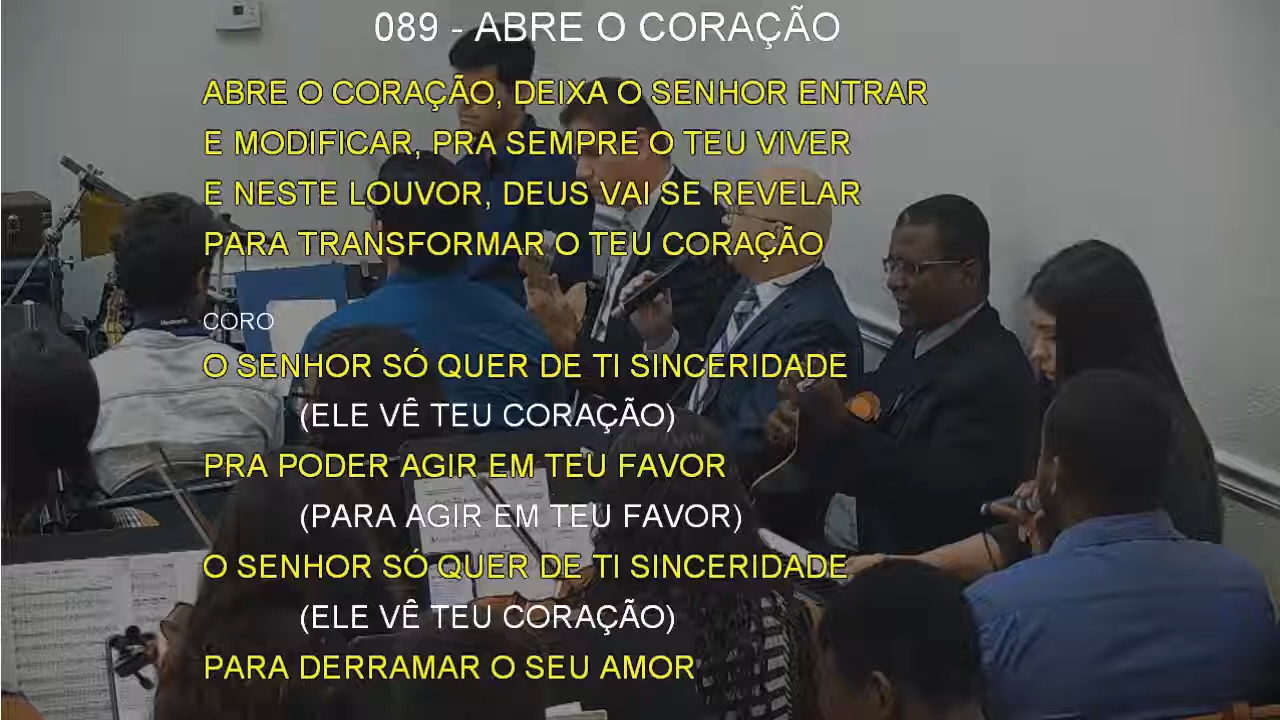 089 - ABRE O CORAÇÃO
ABRE O CORAÇÃO, DEIXA O SENHOR ENTRAR
E MODIFICAR, PRA SEMPRE O TEU VIVER
E NESTE LOUVOR, DEUS VAI SE REVELAR
PARA TRANSFORMAR O TEU CORAÇÃO
CORO
O SENHOR SÓ QUER DE TI SINCERIDADE
(ELE VÊ TEU CORAÇÃO)
PRA PODER AGIR EM TEU FAVOR
(PARA AGIR EM TEU FAVOR)
O SENHOR SÓ QUER DE TI SINCERIDADE
(ELE VÊ TEU CORAÇÃO)
PARA DERRAMAR O SEU AMOR